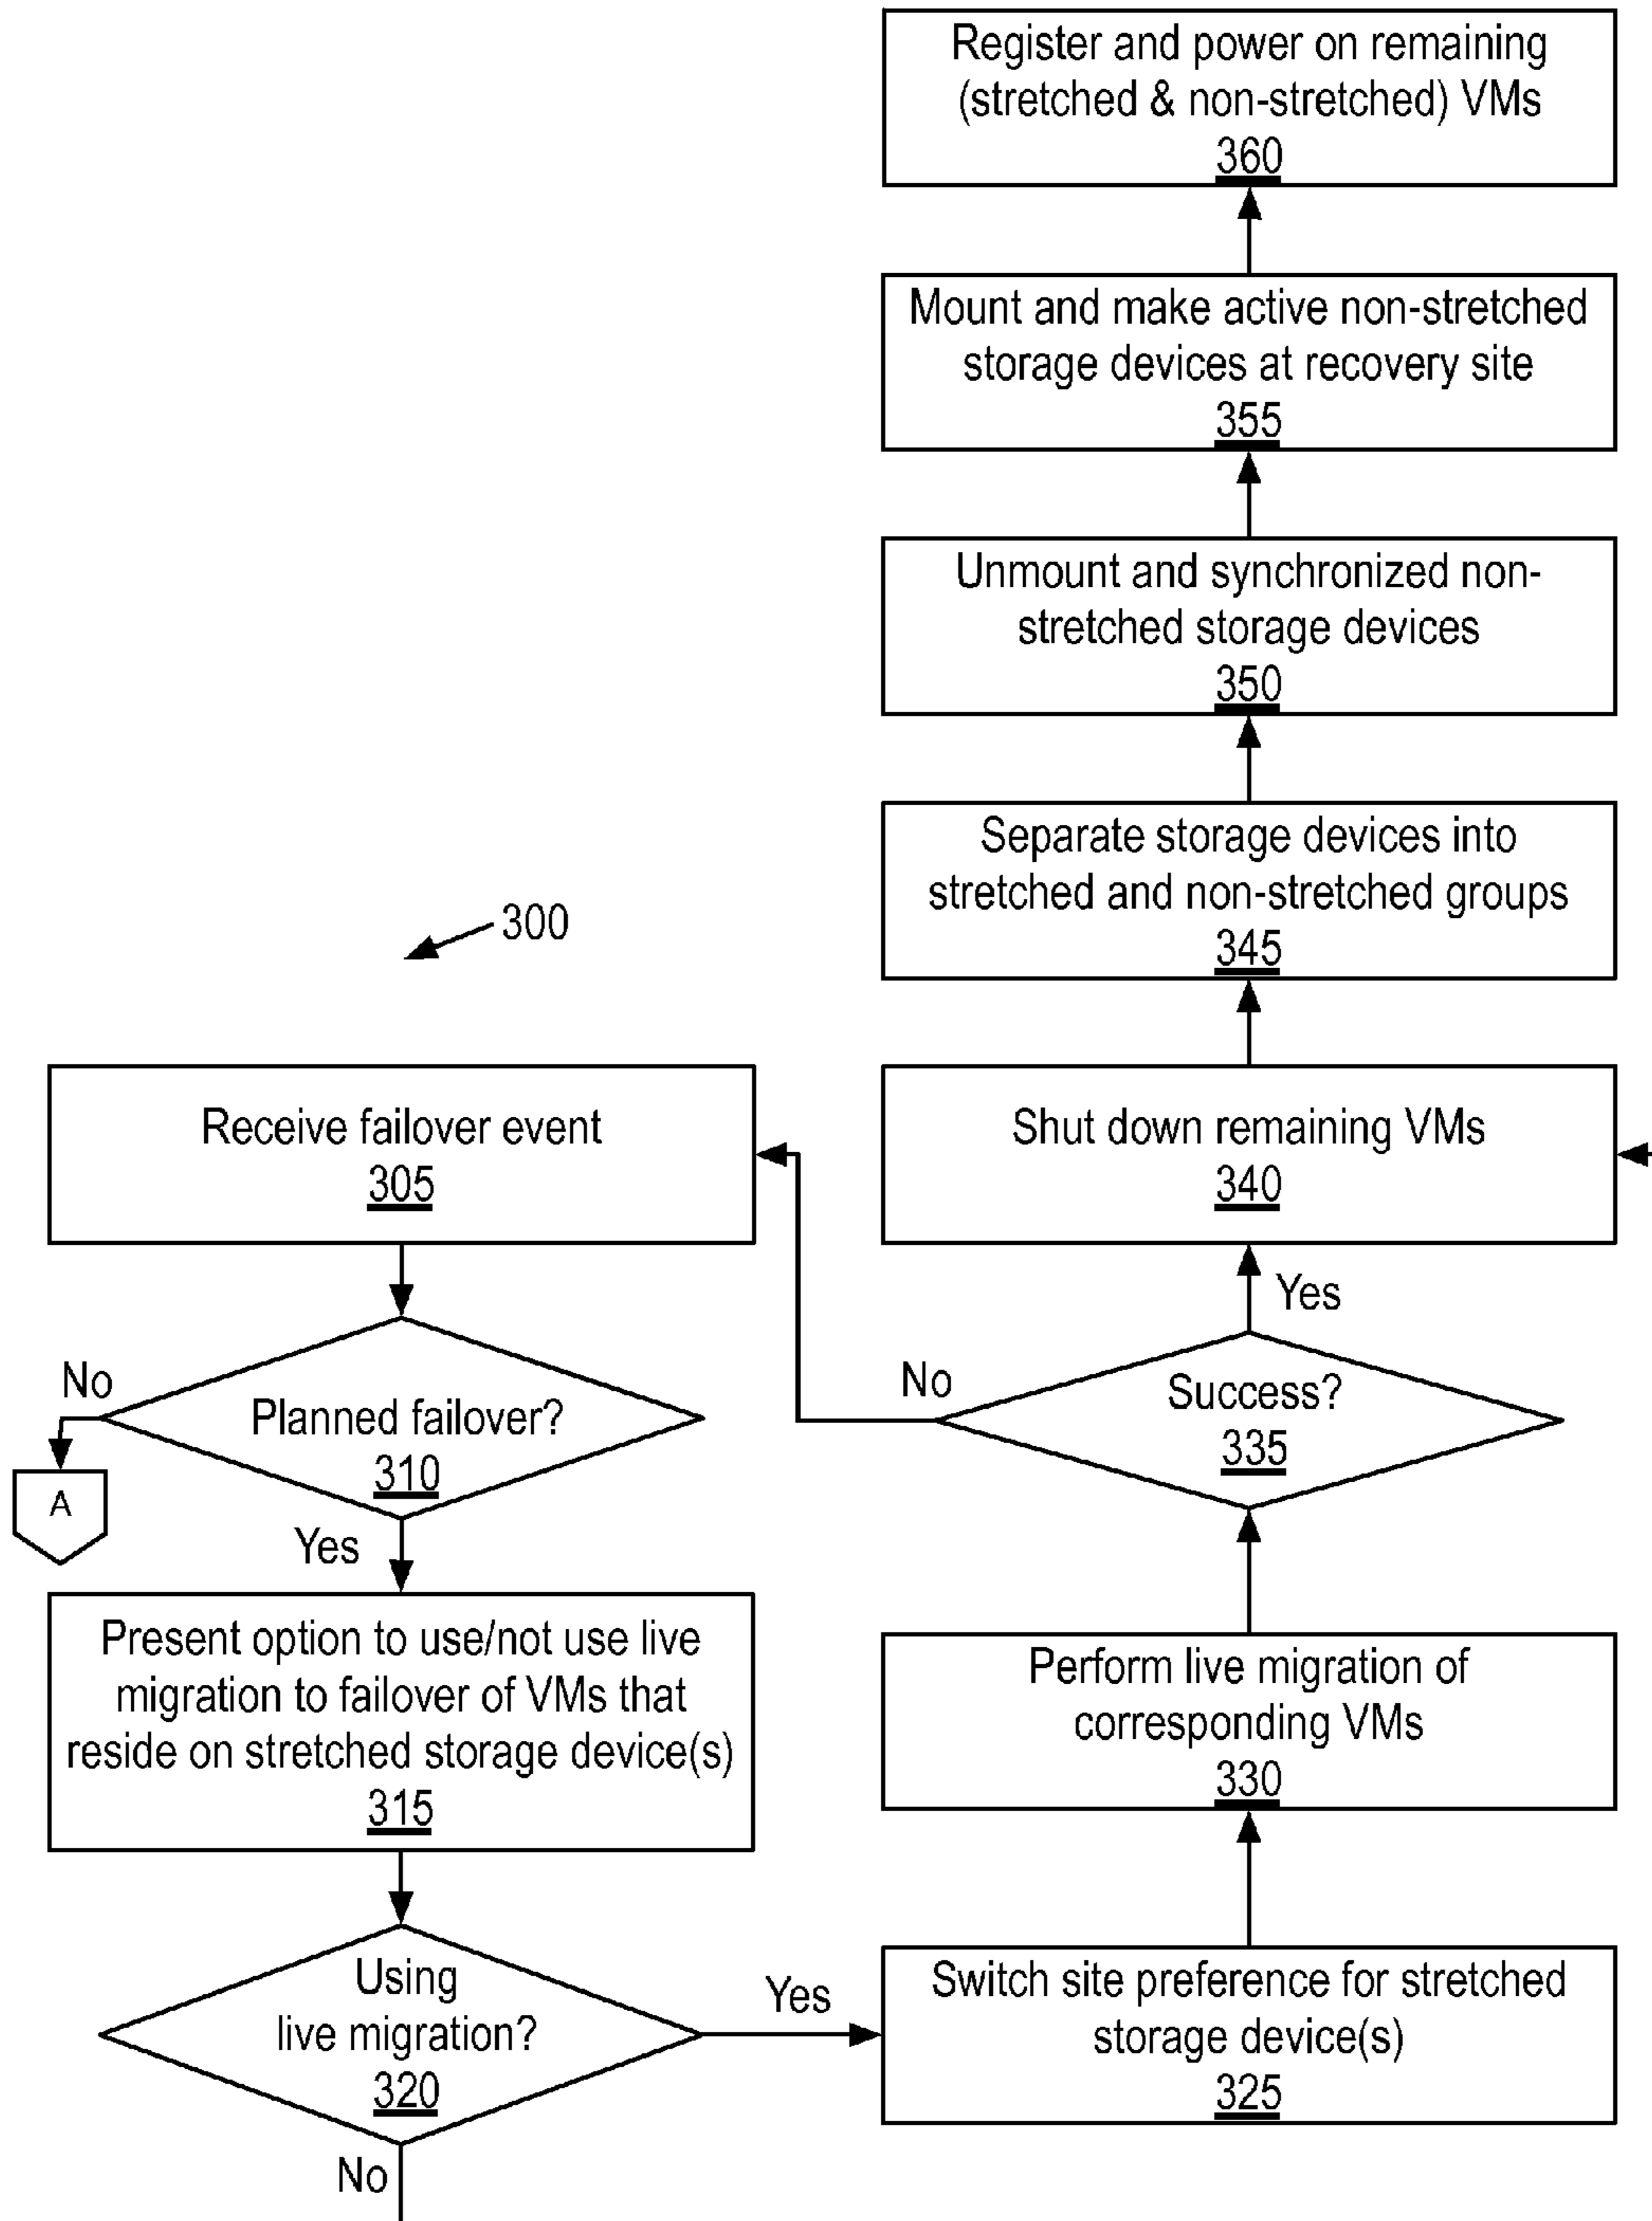 Register and power on remaining
(stretched & non-stretched) VMs
360
Mount and make active non-stretched
storage devices at recovery site
355
Unmount and synchronized non-
stretched storage devices
350
Separate storage devices into
stretched and non-stretched groups
345
300
Receive failover event
305
Shut down remaining VMs
340
Yes
No
Planned failover?
310
No
Success?
335
A
Yes
Present option to use/not use live
migration to failover of VMs that
reside on stretched storage device(s)
315
Perform live migration of
corresponding VMs
330
Using
live migration?
320
Yes
Switch site preference for stretched
storage device(s)
325
No